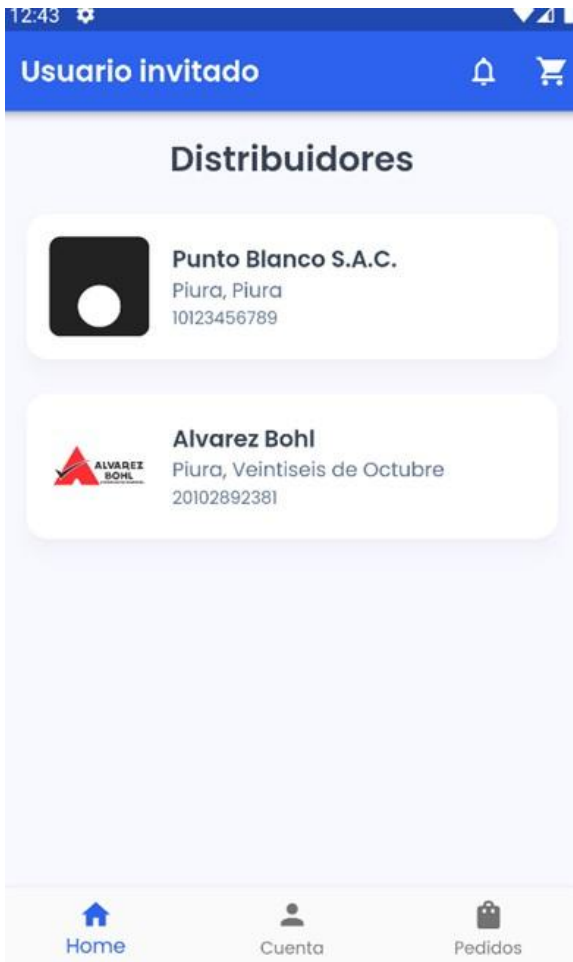 12:43
Usuario invitado
Distribuidores
Punto Blanco S.A.C.
Piura, Piura
10123456789
ALVAREZ
BOHL
Alvarez Bohl
Piura, Veintiseis de Octubre
20102892381
Home
Cuenta
Pedidos